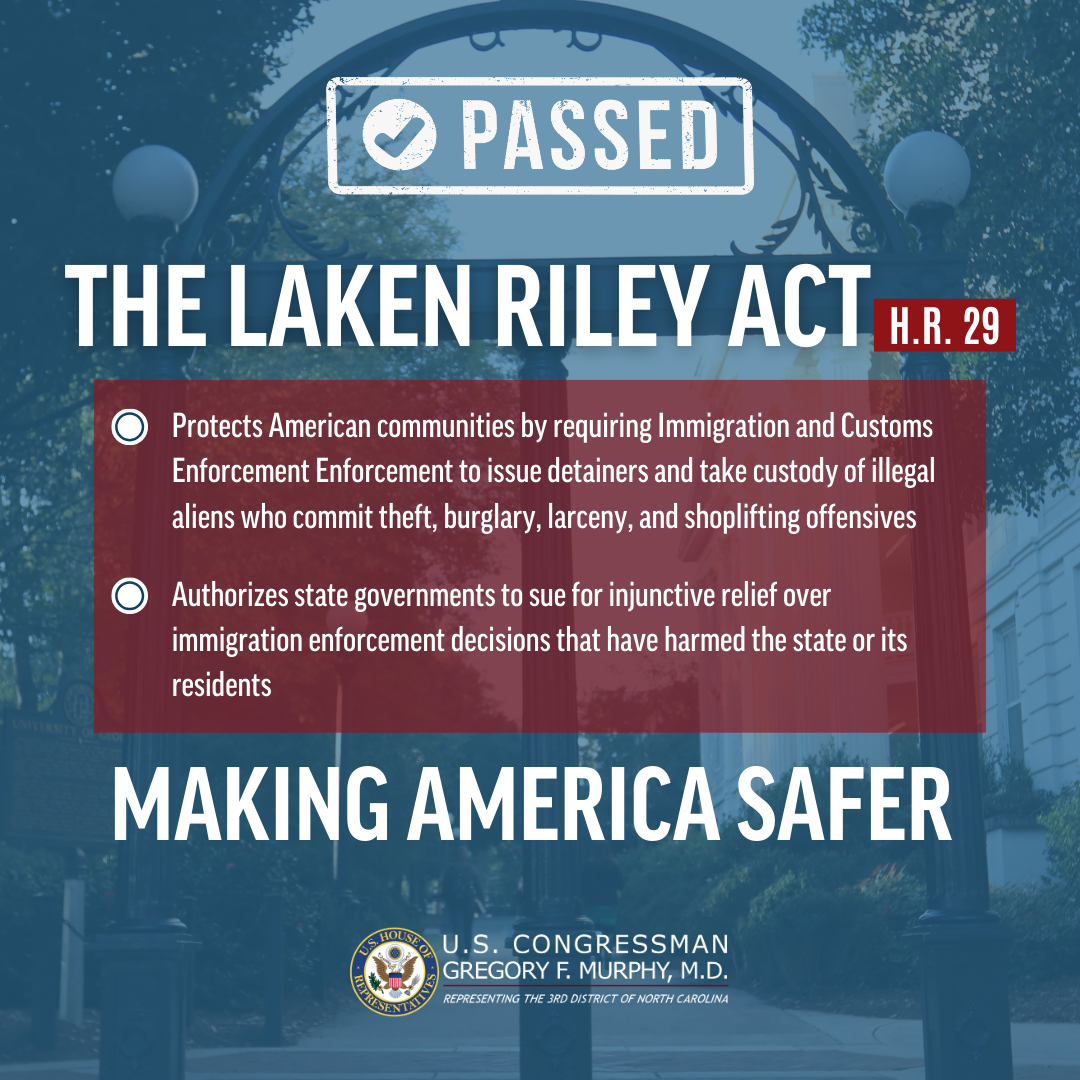 PASSED
THE LAKEN RILEY ACT
H.R. 29
Protects American communities by requiring Immigration and Customs
Enforcement Enforcement to issue detainers and take custody of illegal
aliens who commit theft, burglary, larceny, and shoplifting offensives
Authorizes state governments to sue for injunctive relief over
immigration enforcement decisions that have harmed the state or its
residents
MAKING AMERICA SAFER
U.S. HOUSE OF
REPRESENTATIVES
U.S. CONGRESSMAN
GREGORY F. MURPHY, M.D.
REPRESENTING THE 3RD DISTRICT OF NORTH CAROLINA